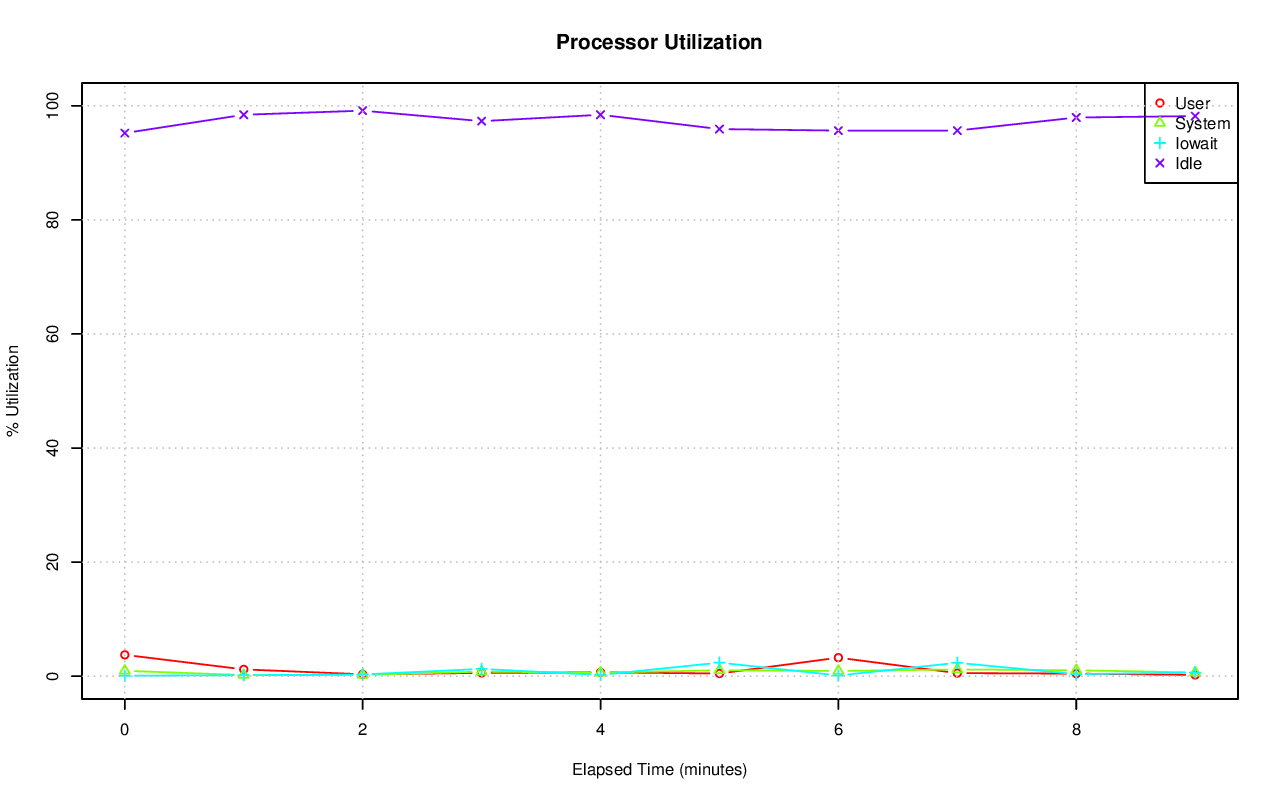 Processor Utilization
% Utilization
100
80
60
40
20
0
User
System
Iowait
Idle
0 2 4 6 8
Elapsed Time (minutes)